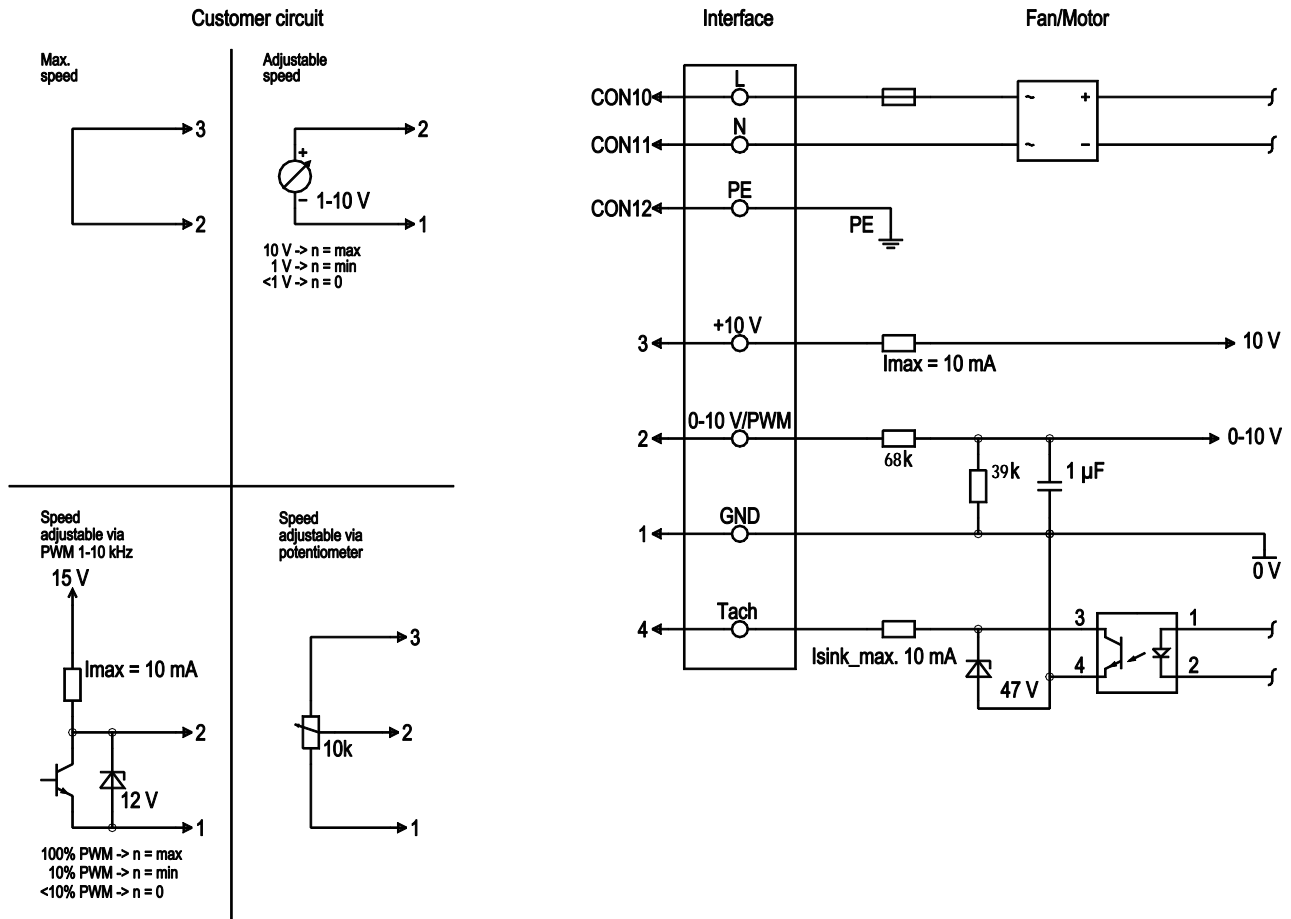 Customer circuit
Interface
Fan/Motor
Max.
speed
3
2
Adjustable
speed
2
+
– 1-10 V
1
10 V -> n = max
1 V -> n = min
<1 V -> n = 0
Speed
adjustable via
PWM 1-10 kHz
15 V
Imax = 10 mA
2
12 V
1
100% PWM -> n = max
10% PWM -> n = min
<10% PWM -> n = 0
Speed
adjustable via
potentiometer
3
2
10k
1
L
CON10
~ +
N
CON11
~ –
PE
CON12
PE
+10 V
3
10 V
Imax = 10 mA
0-10 V/PWM
2
0-10 V
68k
39k
1 µF
GND
1
0 V
Tach
4
3
1
Isink_max. 10 mA
4
2
47 V